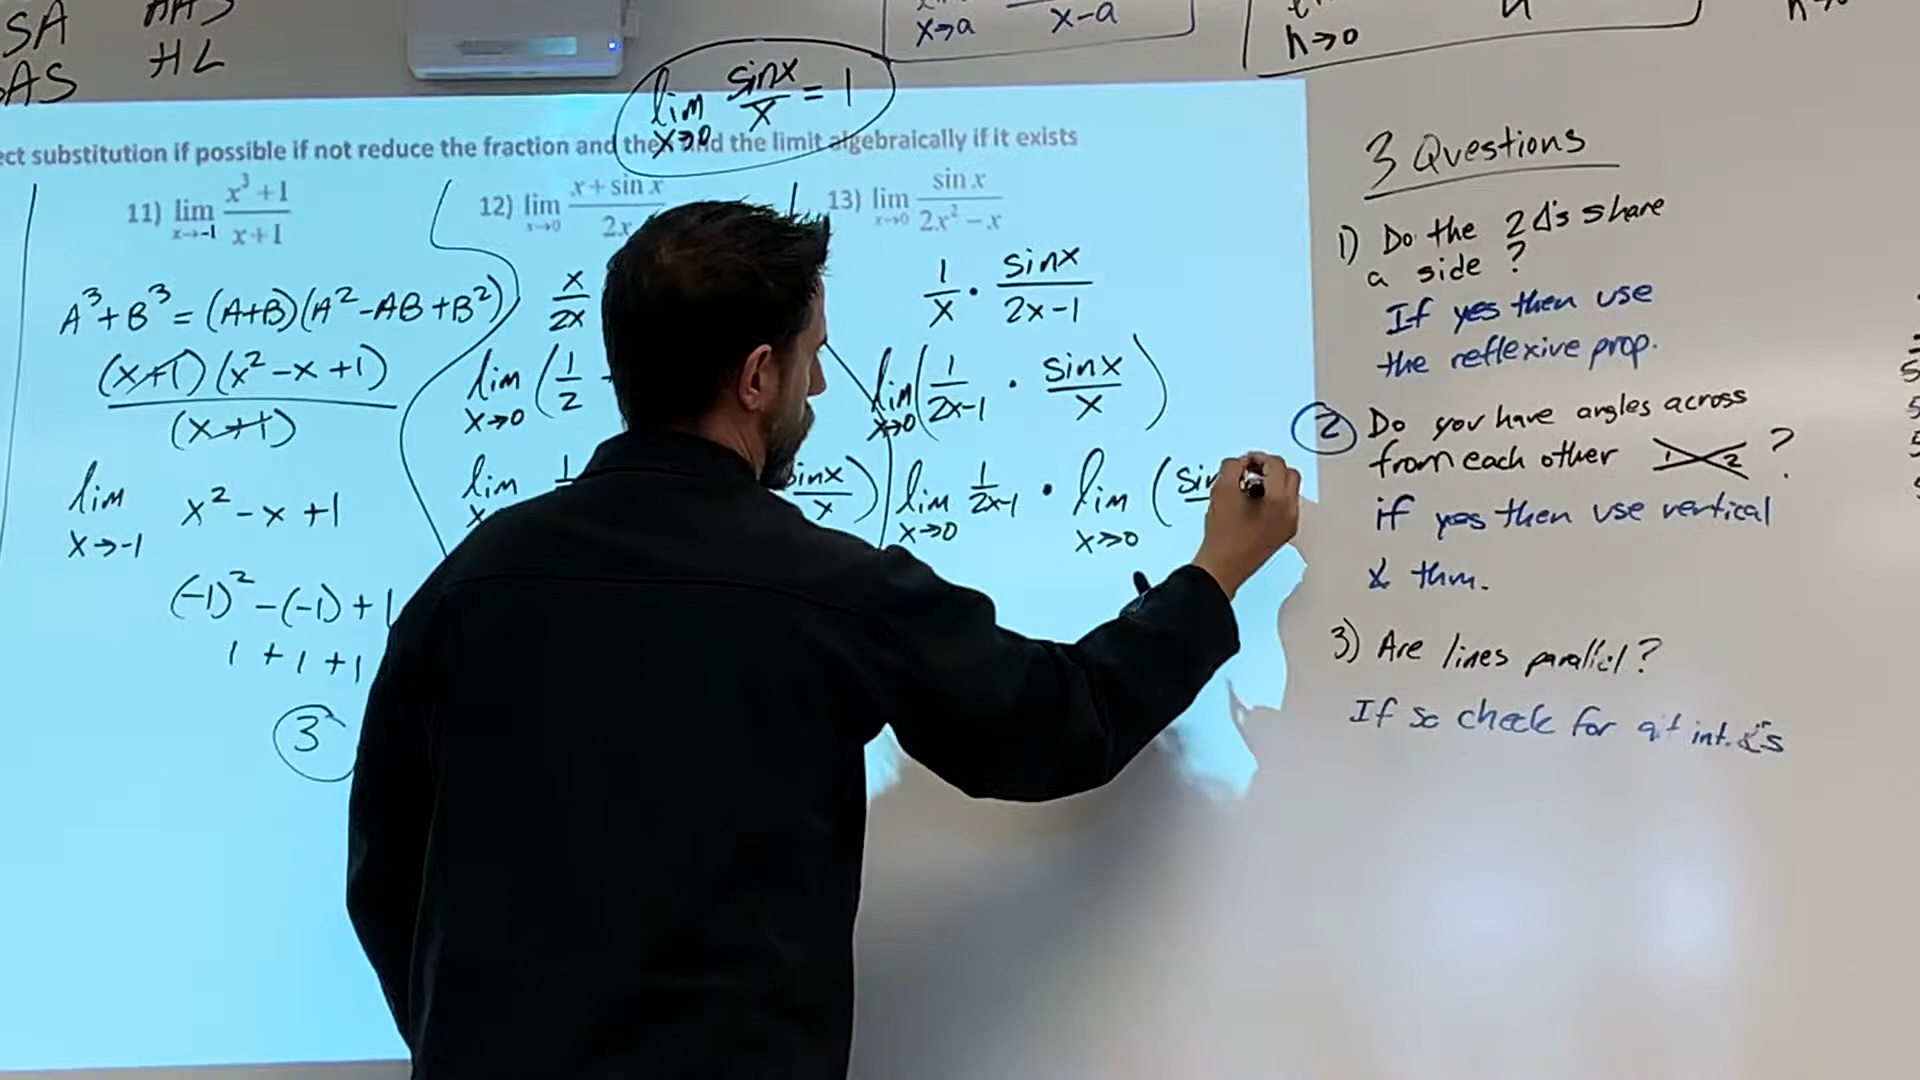 SA
AS
HL
x→a
x-a
h→0
lim sinx/x = 1
x→0
substitution if possible if not reduce the fraction and the the limit algebraically if it exists
11) lim x→-1 x³+1 / x+1
A³+B³=(A+B)(A²-AB+B²)
(x+1)(x²-x+1)
(x+1)
lim x→-1 x²-x+1
(-1)²-(-1)+1
1+1+1
3
12) lim x→0 x+sin x / 2x
x/2x
lim x→0 (1/2
lim
sinx/x)
13) lim x→0 sin x / 2x²-x
1/x · sinx/2x-1
lim x→0 (1/2x-1 · sinx/x)
lim x→0 1/2x-1 · lim x→0 (sin
3 Questions
1) Do the 2 Δ's share
a side ?
If yes then use
the reflexive prop.
2 Do you have angles across
from each other 1 2 ?
if yes then use vertical
∡ thm.
3) Are lines parallel?
If so check for int. ∡'s